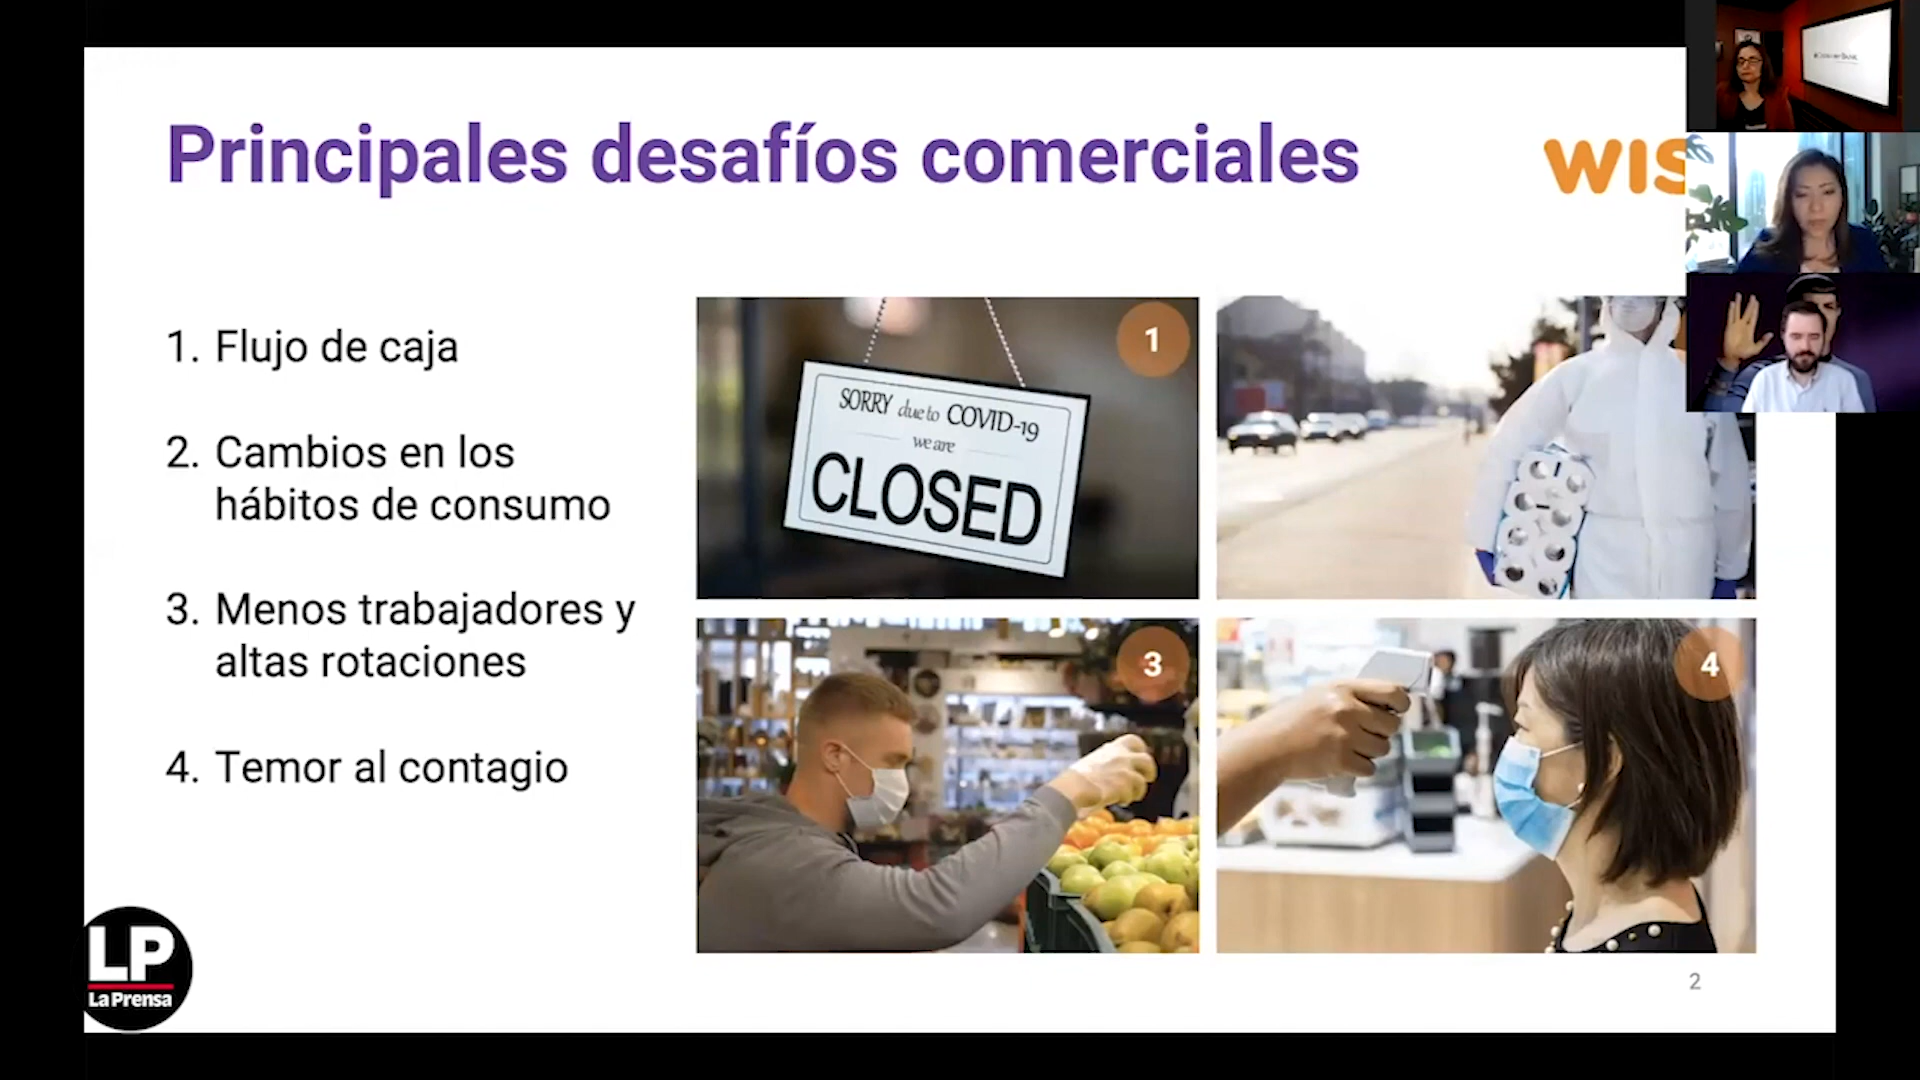 Principales desafíos comerciales
WIS
1. Flujo de caja
2. Cambios en los
hábitos de consumo
3. Menos trabajadores y
altas rotaciones
4. Temor al contagio
1
SORRY due to COVID-19
we are
CLOSED
3
4
LP
La Prensa
2